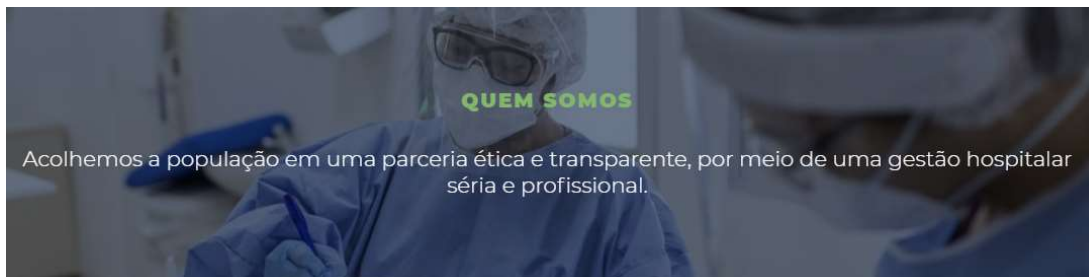 QUEM SOMOS
Acolhemos a população em uma parceria ética e transparente, por meio de uma gestão hospitalar
séria e profissional.